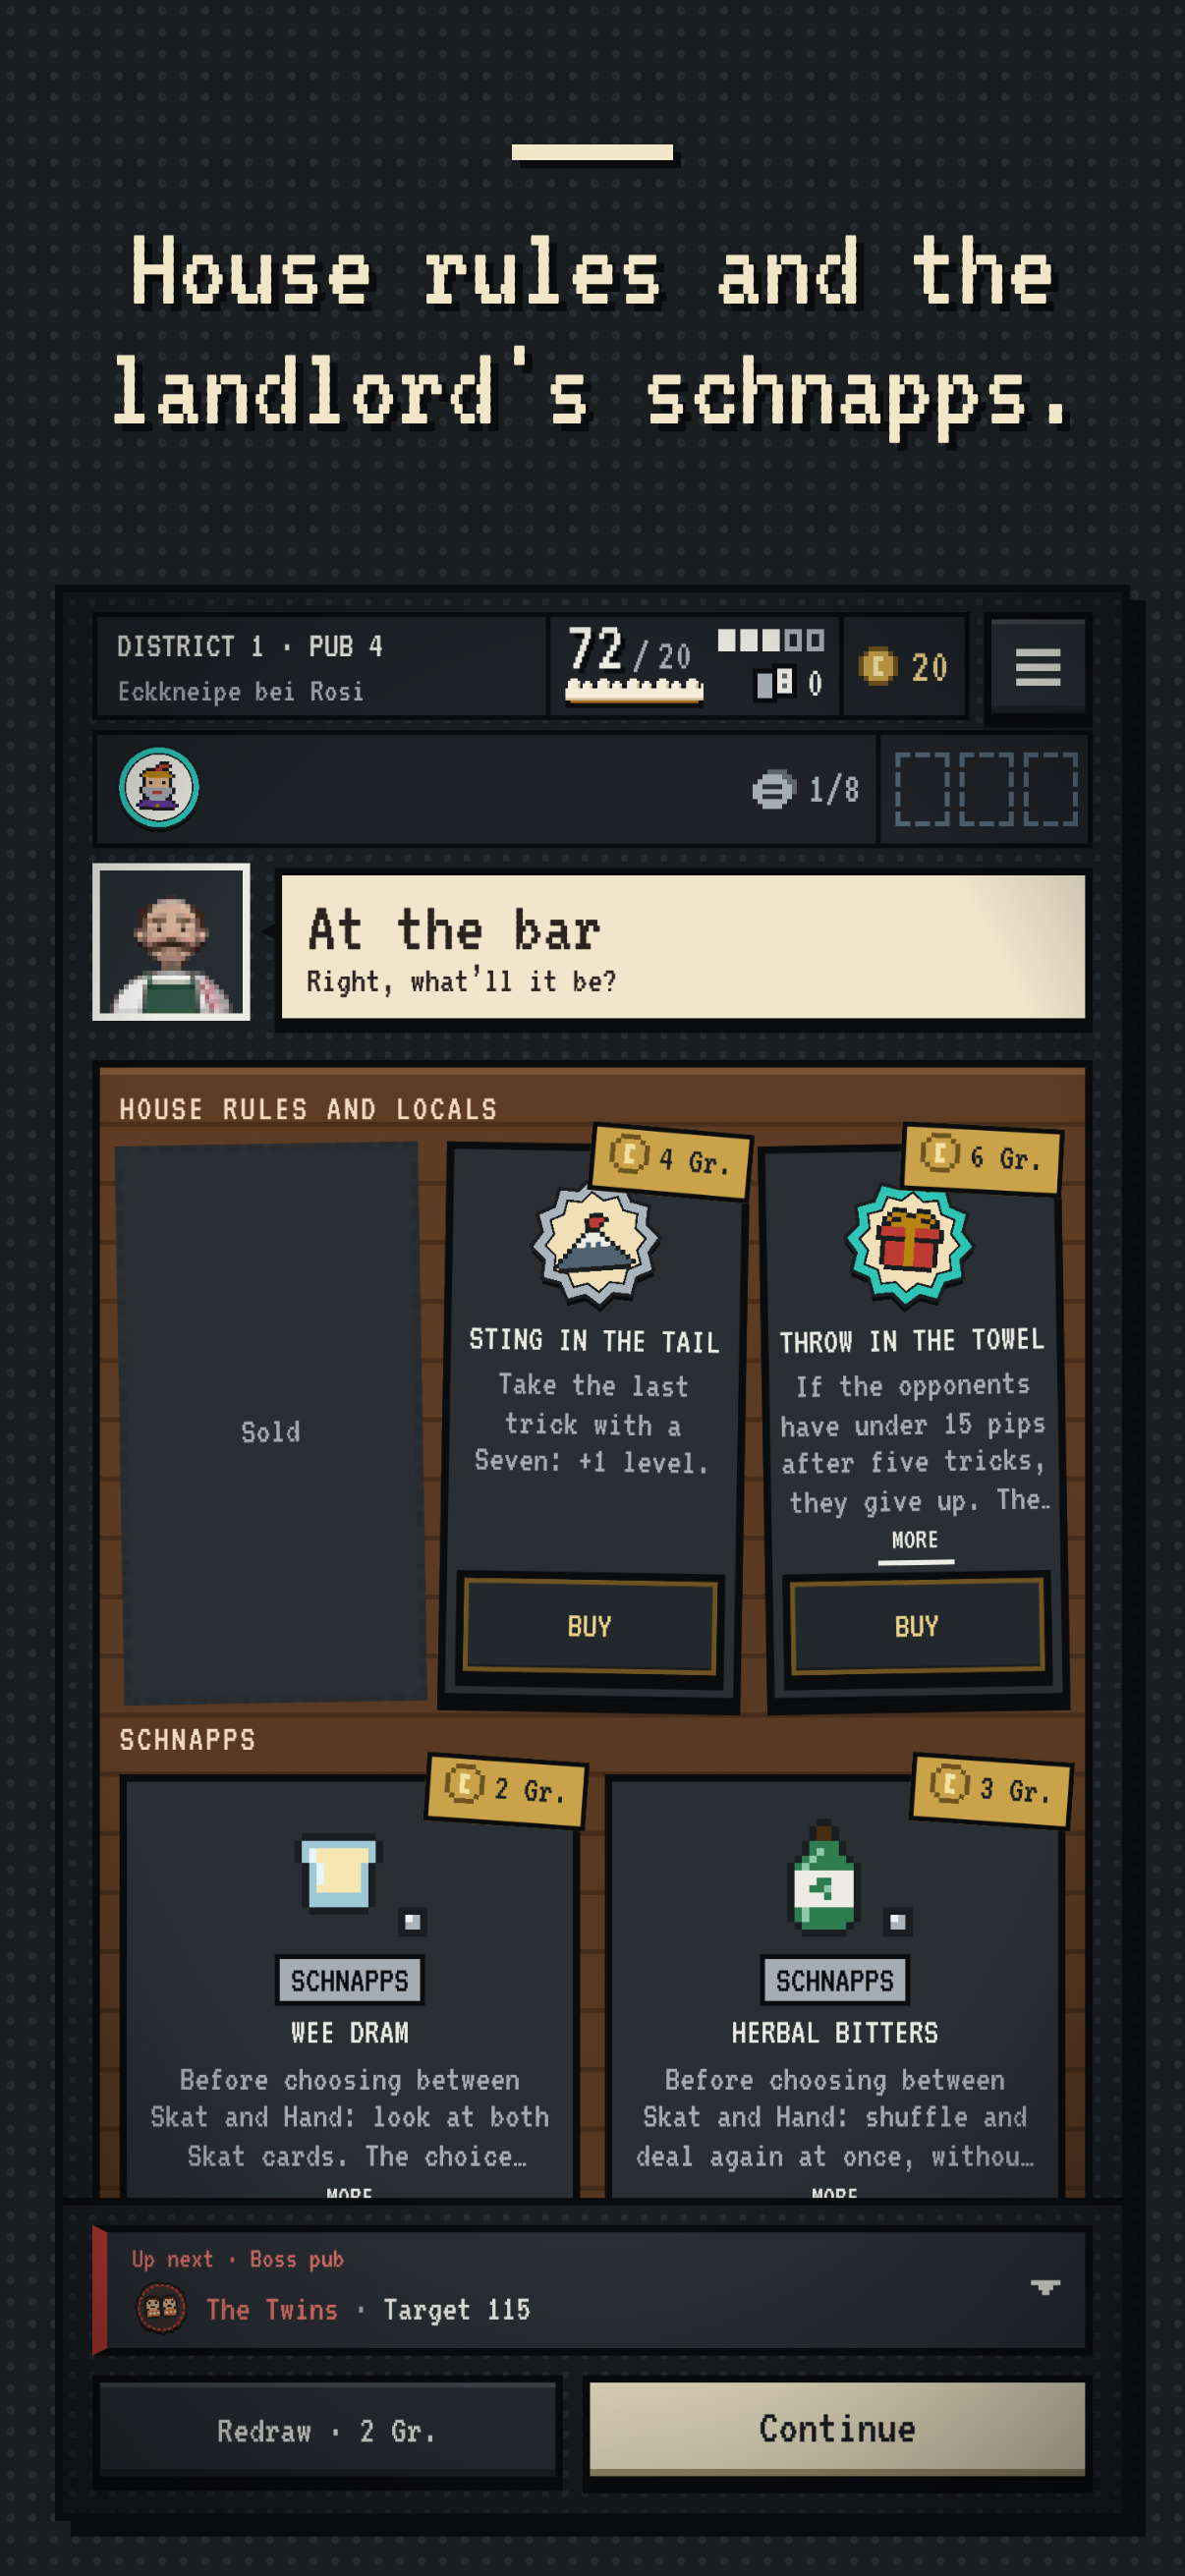 House rules and the
landlord's schnapps.
DISTRICT 1 · PUB 4
Eckkneipe bei Rosi
72/20
0
20
1/8
At the bar
Right, what'll it be?
HOUSE RULES AND LOCALS
Sold
4 Gr.
STING IN THE TAIL
Take the last
trick with a
Seven: +1 level.
BUY
6 Gr.
THROW IN THE TOWEL
If the opponents
have under 15 pips
after five tricks,
they give up. The…
MORE
BUY
SCHNAPPS
2 Gr.
SCHNAPPS
WEE DRAM
Before choosing between
Skat and Hand: look at both
Skat cards. The choice…
MORE
3 Gr.
SCHNAPPS
HERBAL BITTERS
Before choosing between
Skat and Hand: shuffle and
deal again at once, withou…
MORE
Up next · Boss pub
The Twins · Target 115
Redraw · 2 Gr.
Continue